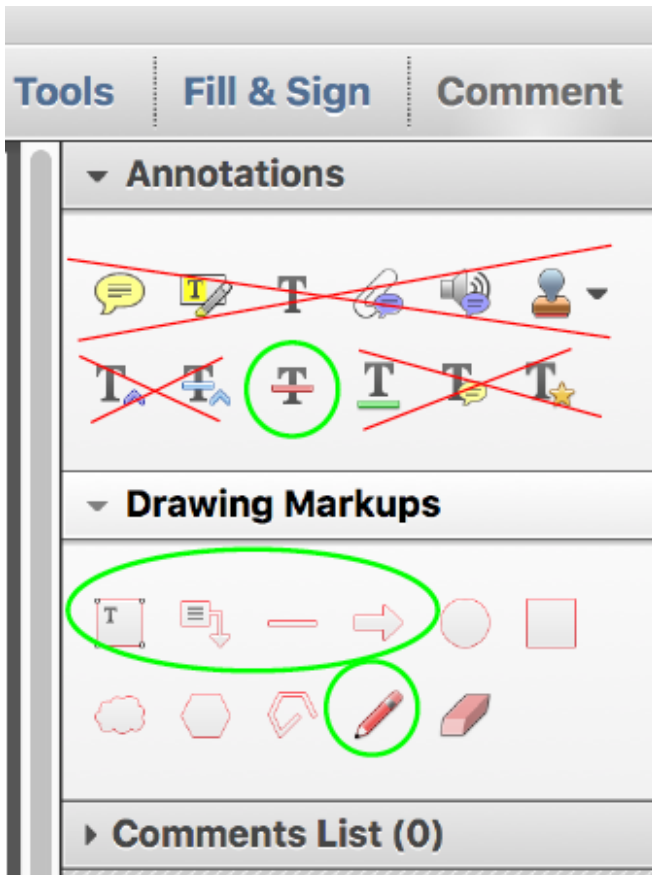 Tools Fill & Sign Comment
Annotations
T T
T T T T T T
Drawing Markups
T
Comments List (0)